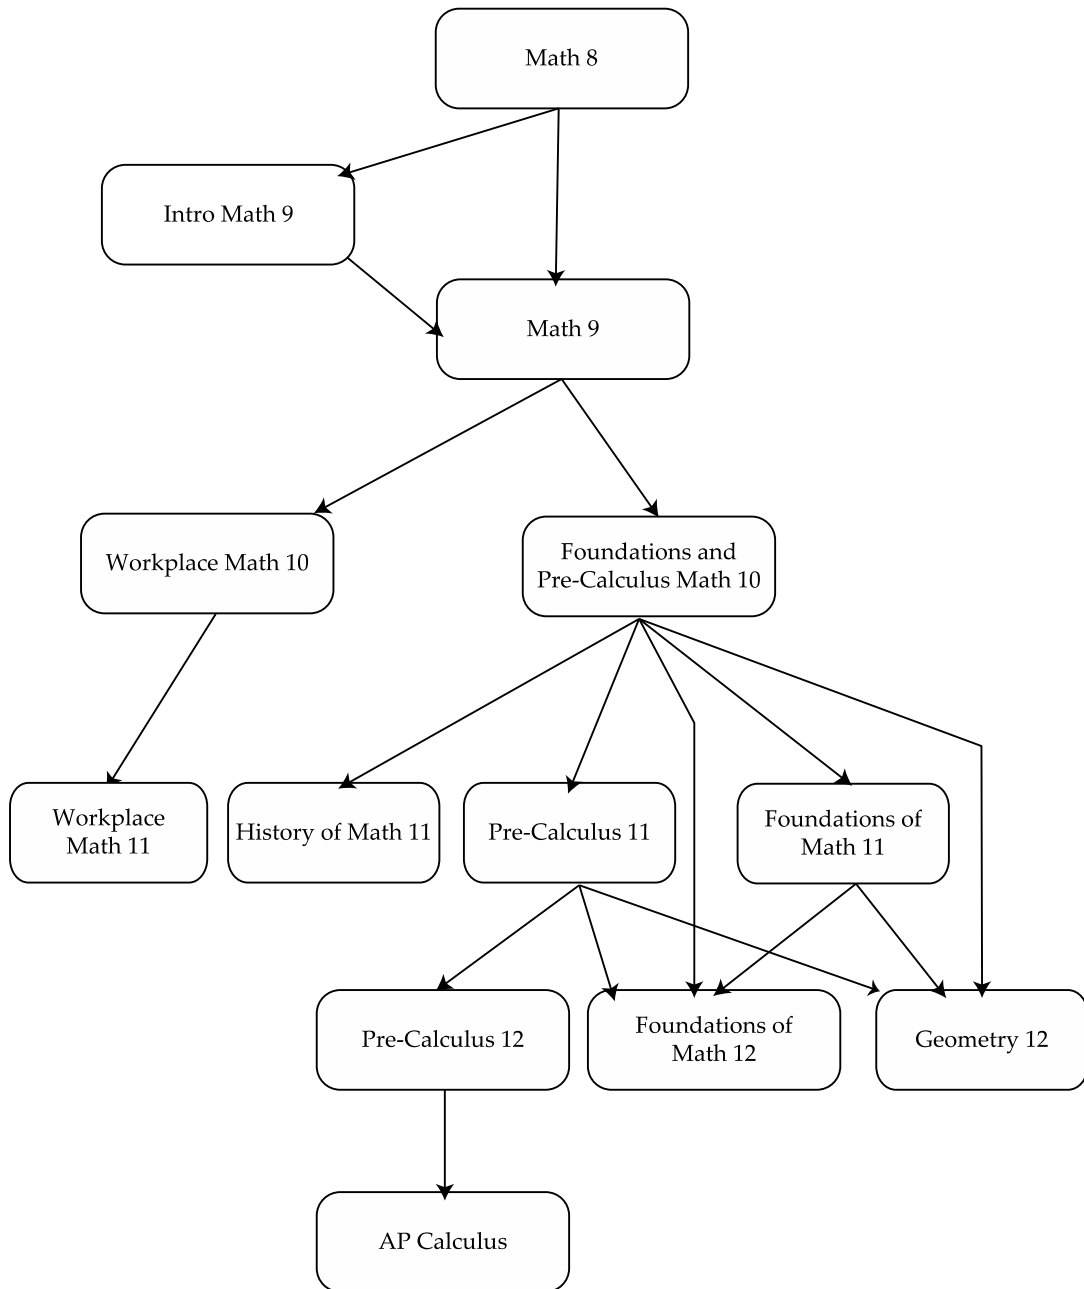 Math 8
Intro Math 9
Math 9
Workplace Math 10
Foundations and
Pre-Calculus Math 10
Workplace
Math 11
History of Math 11
Pre-Calculus 11
Foundations of
Math 11
Pre-Calculus 12
Foundations of
Math 12
Geometry 12
AP Calculus